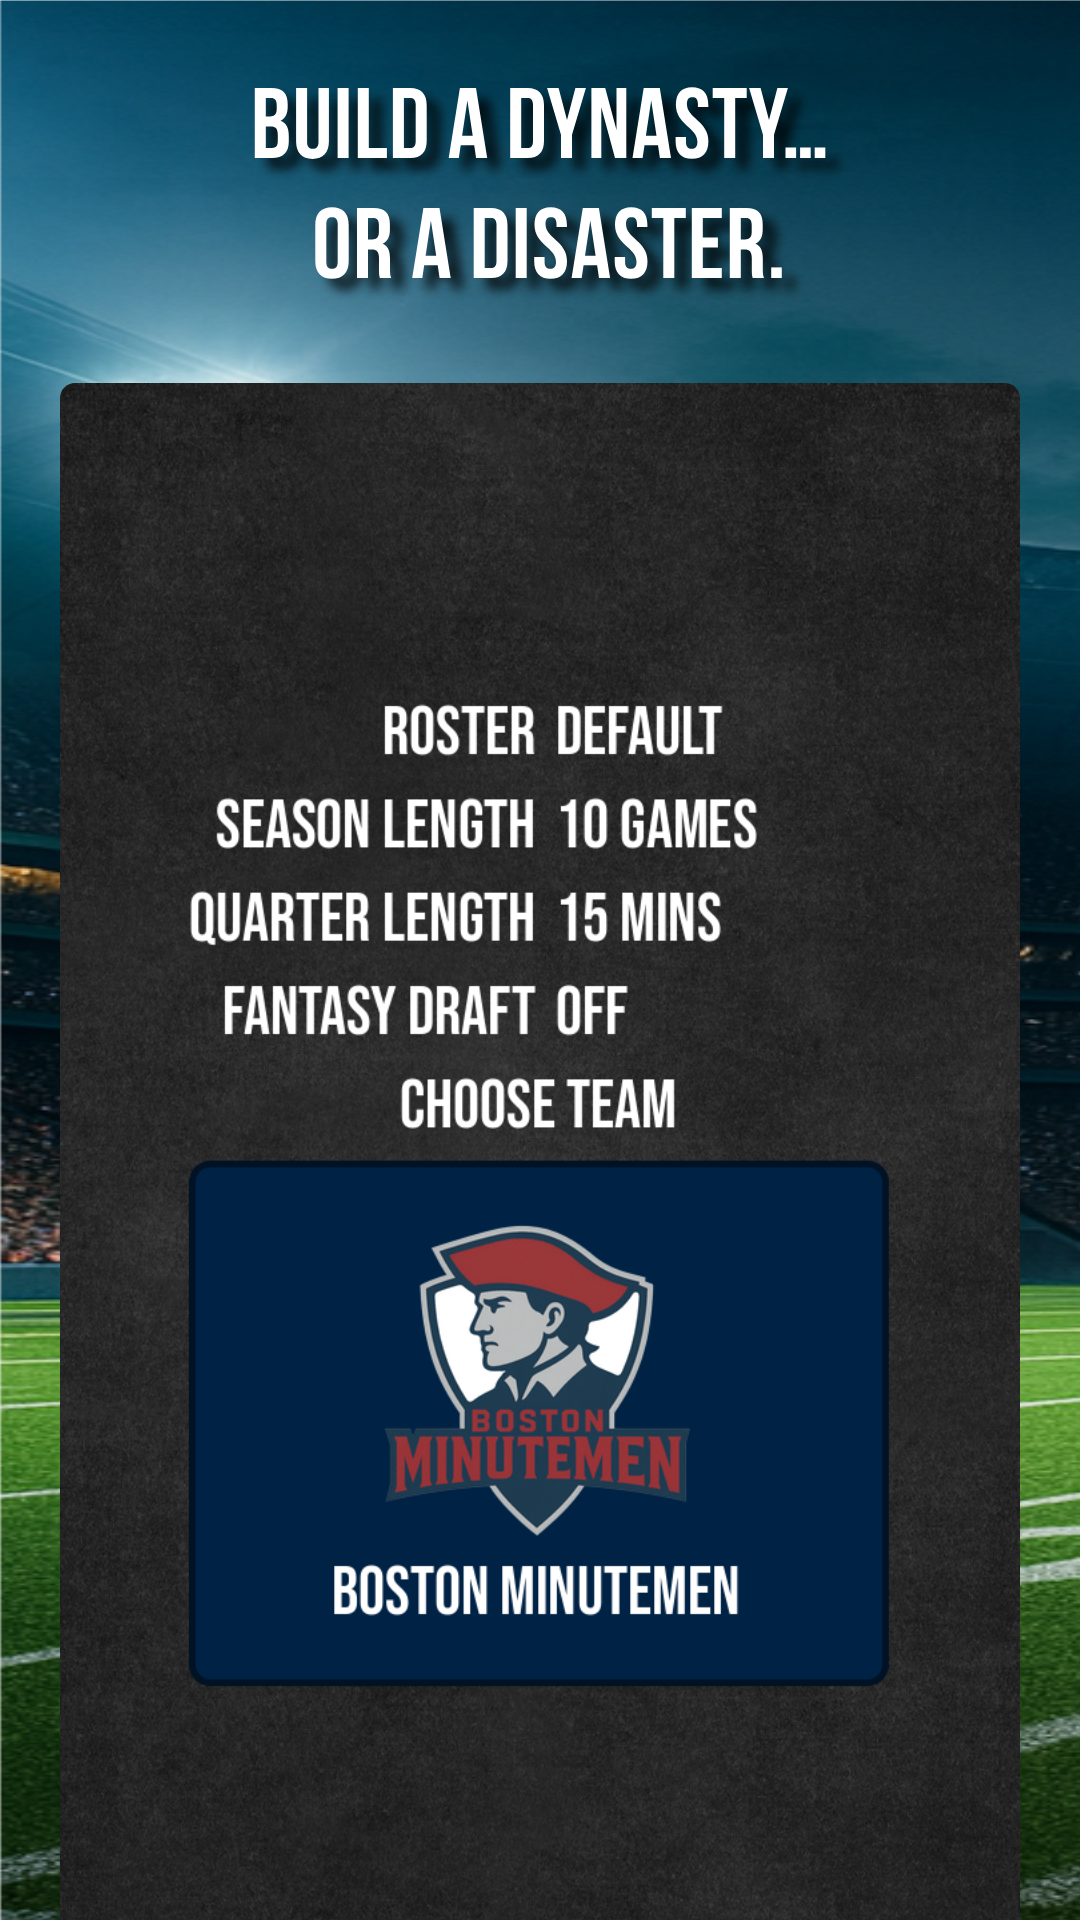 BUILD A DYNASTY...
OR A DISASTER.
ROSTER DEFAULT
SEASON LENGTH 10 GAMES
QUARTER LENGTH 15 MINS
FANTASY DRAFT OFF
CHOOSE TEAM
BOSTON
MINUTEMEN
BOSTON MINUTEMEN